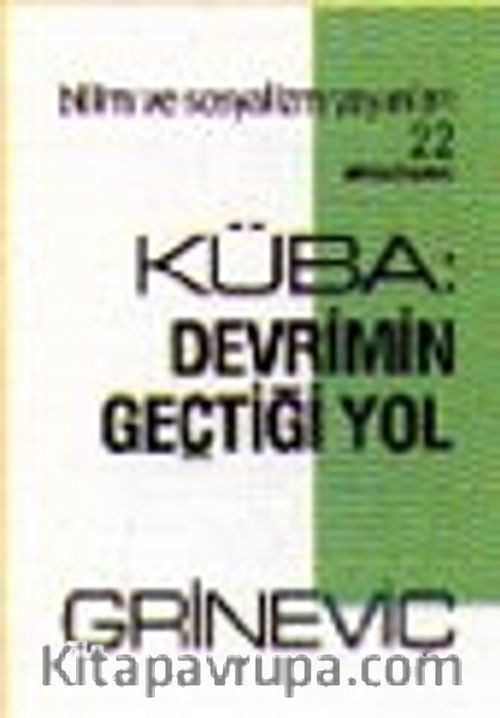 bilim ve sosyalizm yayınları
22
KÜBA:
DEVRİMİN
GEÇTİĞİ YOL
GRİNEVİC
Kitapavrupa.com